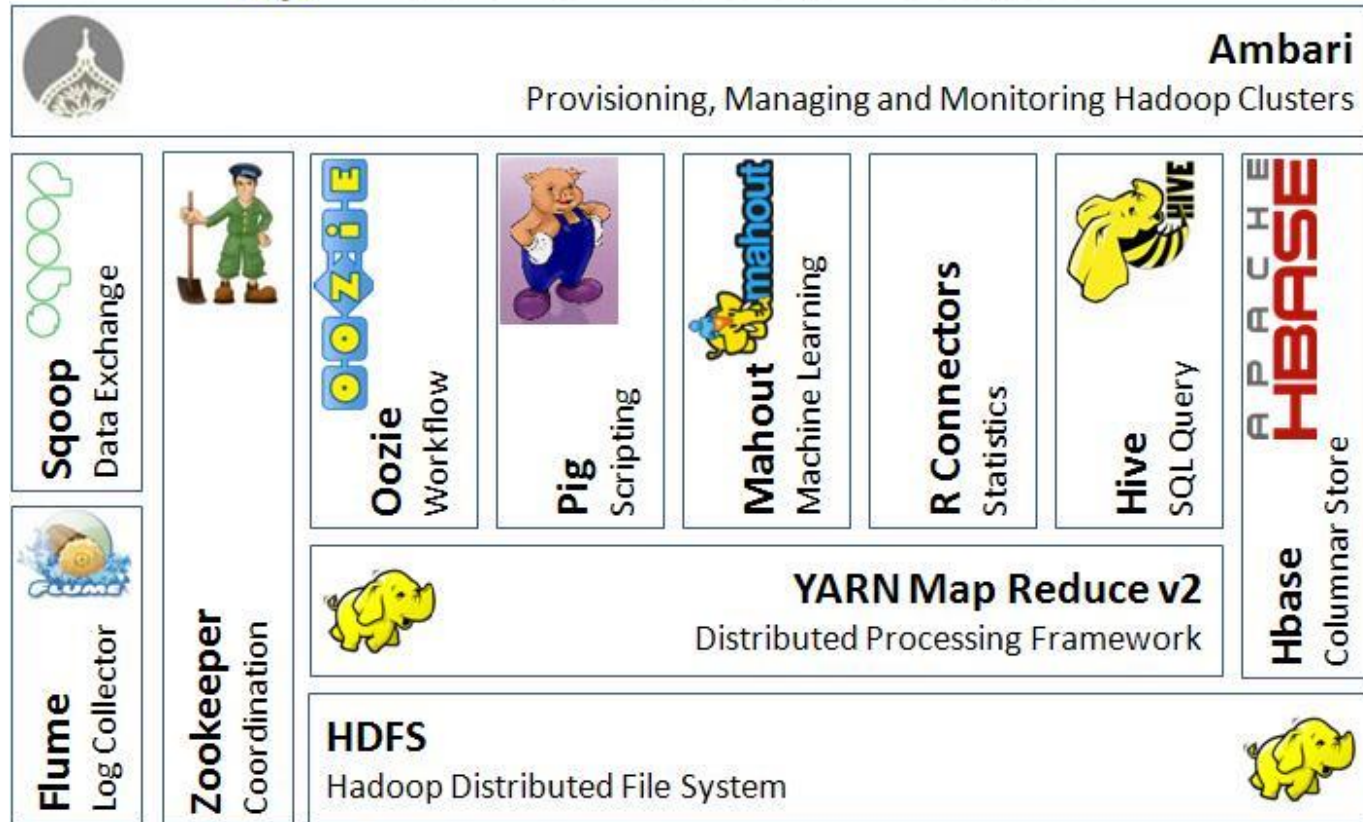 Ambari
Provisioning, Managing and Monitoring Hadoop Clusters
sqoop
Sqoop
Data Exchange
FLUME
Flume
Log Collector
Zookeeper
Coordination
OOZIE
Oozie
Workflow
Pig
Scripting
mahout
Mahout
Machine Learning
R Connectors
Statistics
HIVE
Hive
SQL Query
APACHE
HBASE
Hbase
Columnar Store
YARN Map Reduce v2
Distributed Processing Framework
HDFS
Hadoop Distributed File System